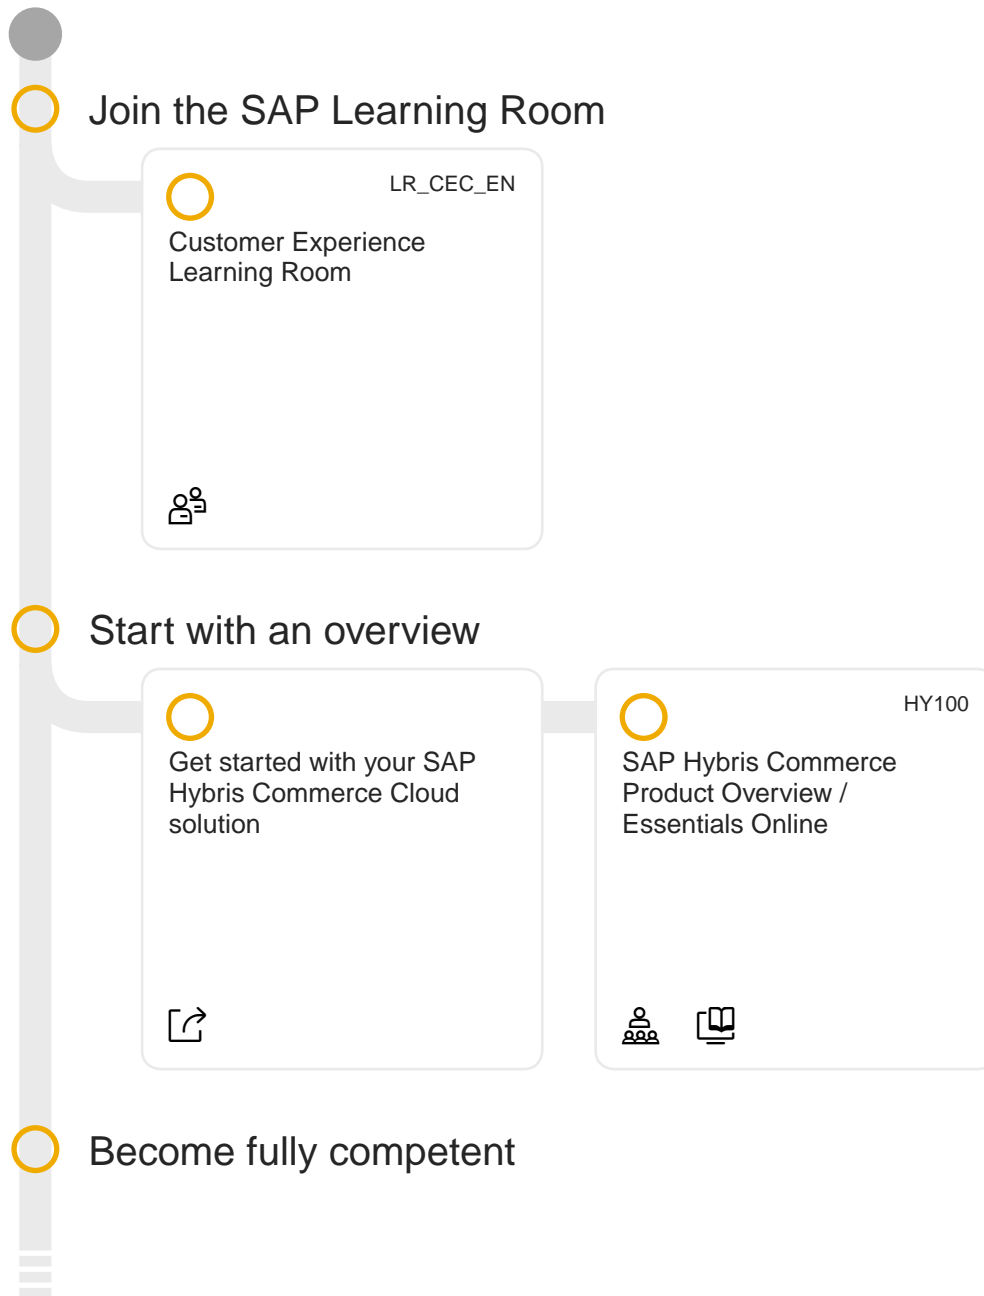 Join the SAP Learning Room
LR_CEC_EN
Customer Experience
Learning Room
Start with an overview
Get started with your SAP
Hybris Commerce Cloud
solution
HY100
SAP Hybris Commerce
Product Overview /
Essentials Online
Become fully competent